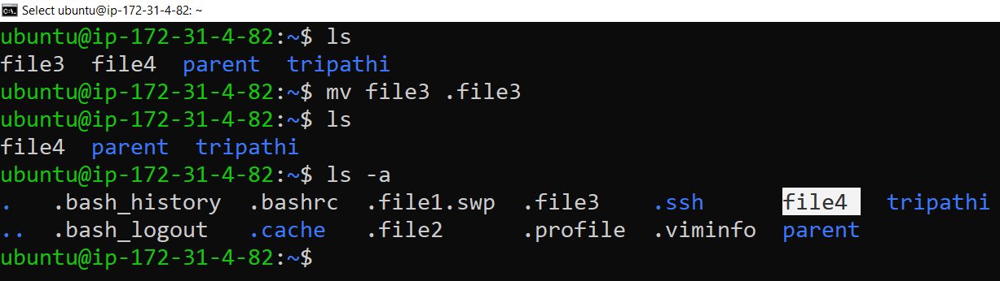 Select ubuntu@ip-172-31-4-82: ~
ubuntu@ip-172-31-4-82:~$ ls
file3  file4  parent  tripathi
ubuntu@ip-172-31-4-82:~$ mv file3 .file3
ubuntu@ip-172-31-4-82:~$ ls
file4  parent  tripathi
ubuntu@ip-172-31-4-82:~$ ls -a
.   .bash_history  .bashrc  .file1.swp  .file3    .ssh      file4   tripathi
..  .bash_logout   .cache   .file2      .profile  .viminfo  parent
ubuntu@ip-172-31-4-82:~$